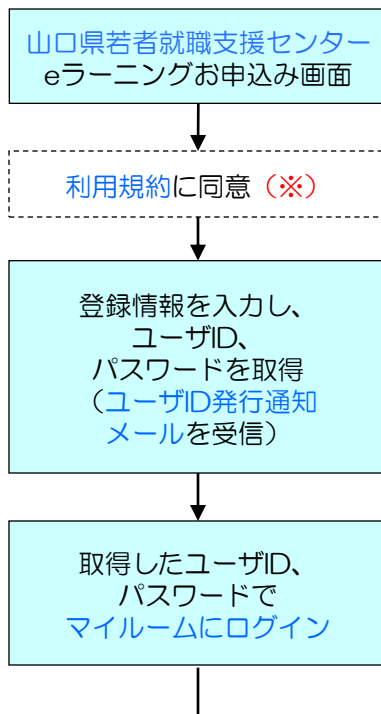 山口県若者就職支援センター
eラーニングお申込み画面
利用規約に同意（※）
登録情報を入力し、
ユーザID、
パスワードを取得
（ユーザID発行通知
メールを受信）
取得したユーザID、
パスワードで
マイルームにログイン